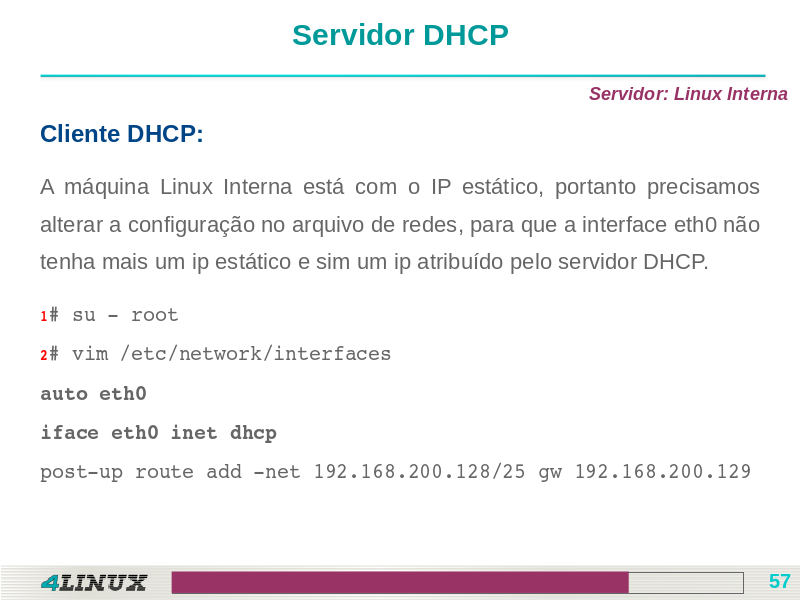 Servidor DHCP
Servidor: Linux Interna
Cliente DHCP:
A máquina Linux Interna está com o IP estático, portanto precisamos
alterar a configuração no arquivo de redes, para que a interface eth0 não
tenha mais um ip estático e sim um ip atribuído pelo servidor DHCP.
1# su - root
2# vim /etc/network/interfaces
auto eth0
iface eth0 inet dhcp
post-up route add -net 192.168.200.128/25 gw 192.168.200.129
4LINUX
57